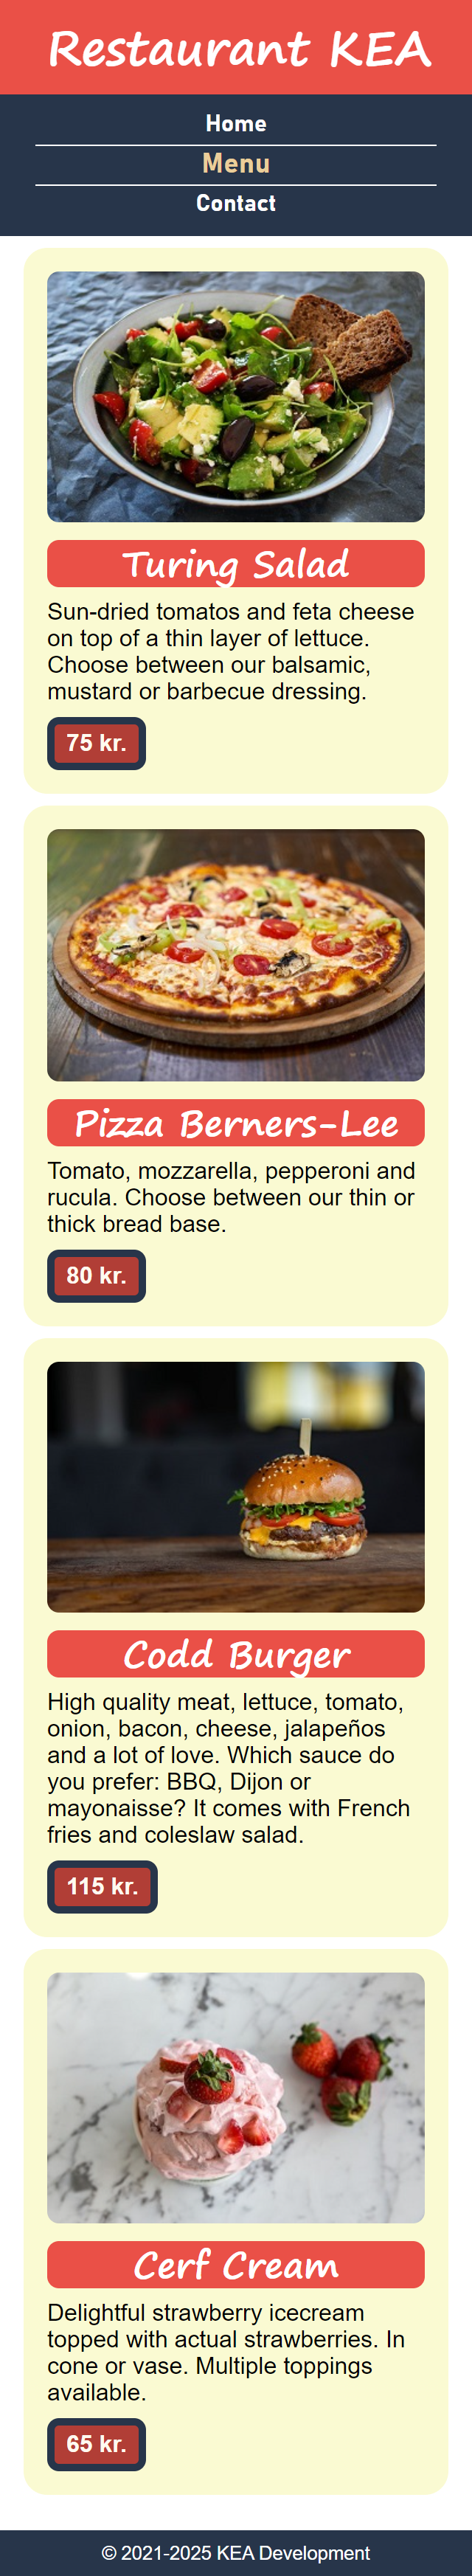 Restaurant KEA
Home
Menu
Contact
Turing Salad
Sun-dried tomatos and feta cheese
on top of a thin layer of lettuce.
Choose between our balsamic,
mustard or barbecue dressing.
75 kr.
Pizza Berners-Lee
Tomato, mozzarella, pepperoni and
rucula. Choose between our thin or
thick bread base.
80 kr.
Codd Burger
High quality meat, lettuce, tomato,
onion, bacon, cheese, jalapeños
and a lot of love. Which sauce do
you prefer: BBQ, Dijon or
mayonaisse? It comes with French
fries and coleslaw salad.
115 kr.
Cerf Cream
Delightful strawberry icecream
topped with actual strawberries. In
cone or vase. Multiple toppings
available.
65 kr.
© 2021-2025 KEA Development